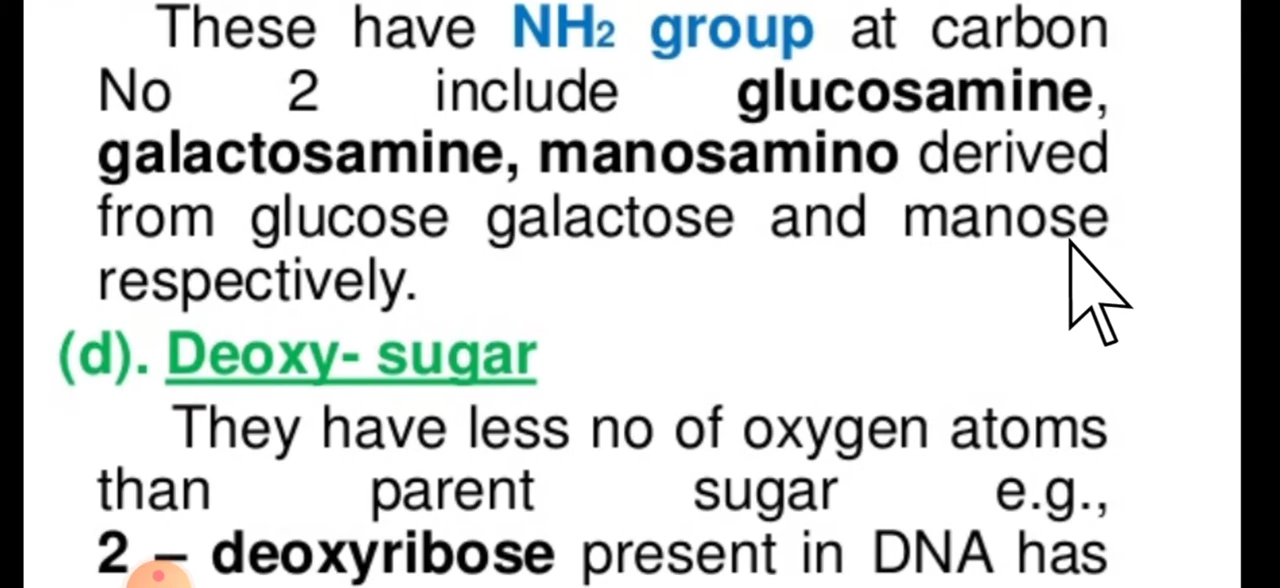 These have NH2 group at carbon
No 2 include glucosamine,
galactosamine, manosamino derived
from glucose galactose and manose
respectively.
(d). Deoxy- sugar
They have less no of oxygen atoms
than parent sugar e.g.,
2 – deoxyribose present in DNA has